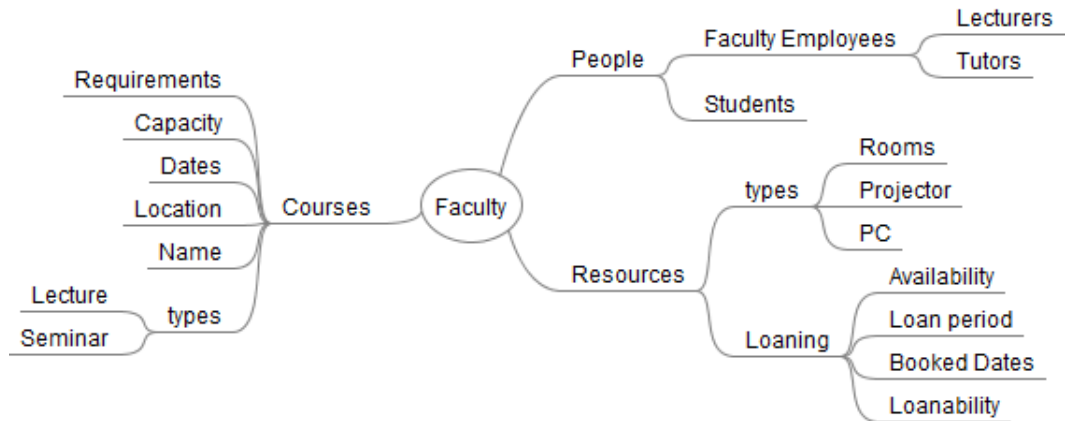 Faculty
Courses
Requirements
Capacity
Dates
Location
Name
types
Lecture
Seminar
People
Faculty Employees
Lecturers
Tutors
Students
Resources
types
Rooms
Projector
PC
Loaning
Availability
Loan period
Booked Dates
Loanability